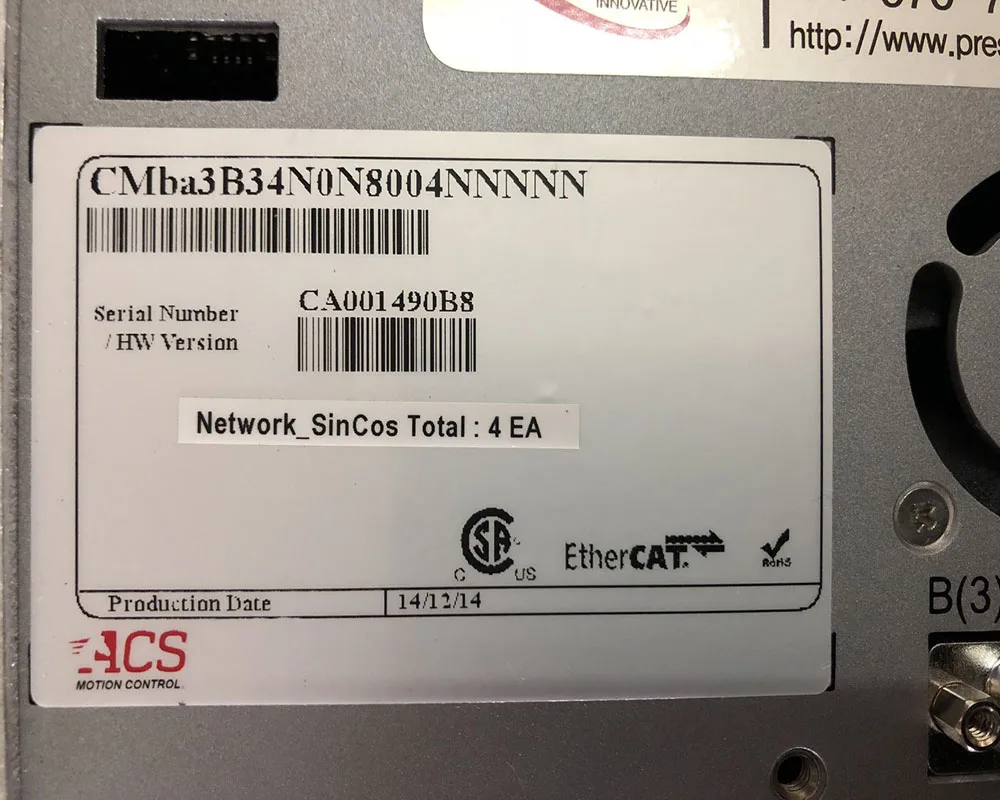 INNOVATIVE
http://www.pres
CMba3B34N0N8004NNNNN
CA001490B8
Serial Number
/ HW Version
Network_SinCos Total : 4 EA
C SA US
EtherCAT
RoHS
Production Date 14/12/14
B(3)
ACS
MOTION CONTROL